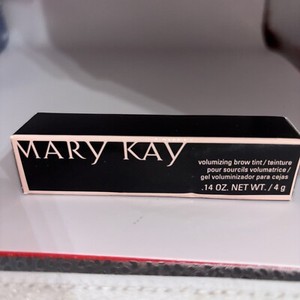 MARY KAY
volumizing brow tint / teinture
pour sourcils volumatrice /
gel voluminizador para cejas
.14 OZ. NET WT. / 4 g